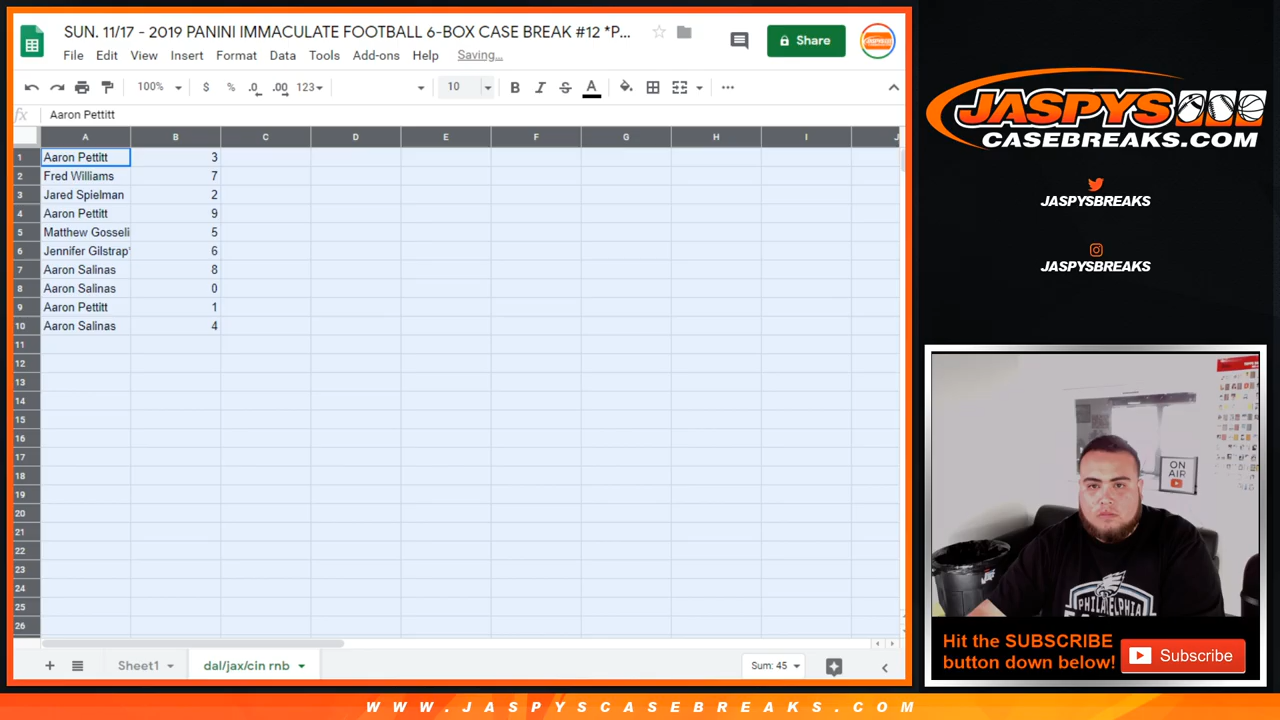 SUN. 11/17 - 2019 PANINI IMMACULATE FOOTBALL 6-BOX CASE BREAK #12 *P...
File Edit View Insert Format Data Tools Add-ons Help Saving...
Share
100% $ % .0 .00 123 10 B I S A ...
fx Aaron Pettitt
A B C D E F G H I
1 Aaron Pettitt 3
2 Fred Williams 7
3 Jared Spielman 2
4 Aaron Pettitt 9
5 Matthew Gosseli 5
6 Jennifer Gilstrap* 6
7 Aaron Salinas 8
8 Aaron Salinas 0
9 Aaron Pettitt 1
10 Aaron Salinas 4
11
12
13
14
15
16
17
18
19
20
21
22
23
24
25
26
Sheet1 dal/jax/cin rnb Sum: 45
JASPYS
CASEBREAKS.COM
JASPYSBREAKS
JASPYSBREAKS
ON
AIR
PHILADELPHIA
Hit the SUBSCRIBE
button down below!
Subscribe
WWW.JASPYSCASEBREAKS.COM